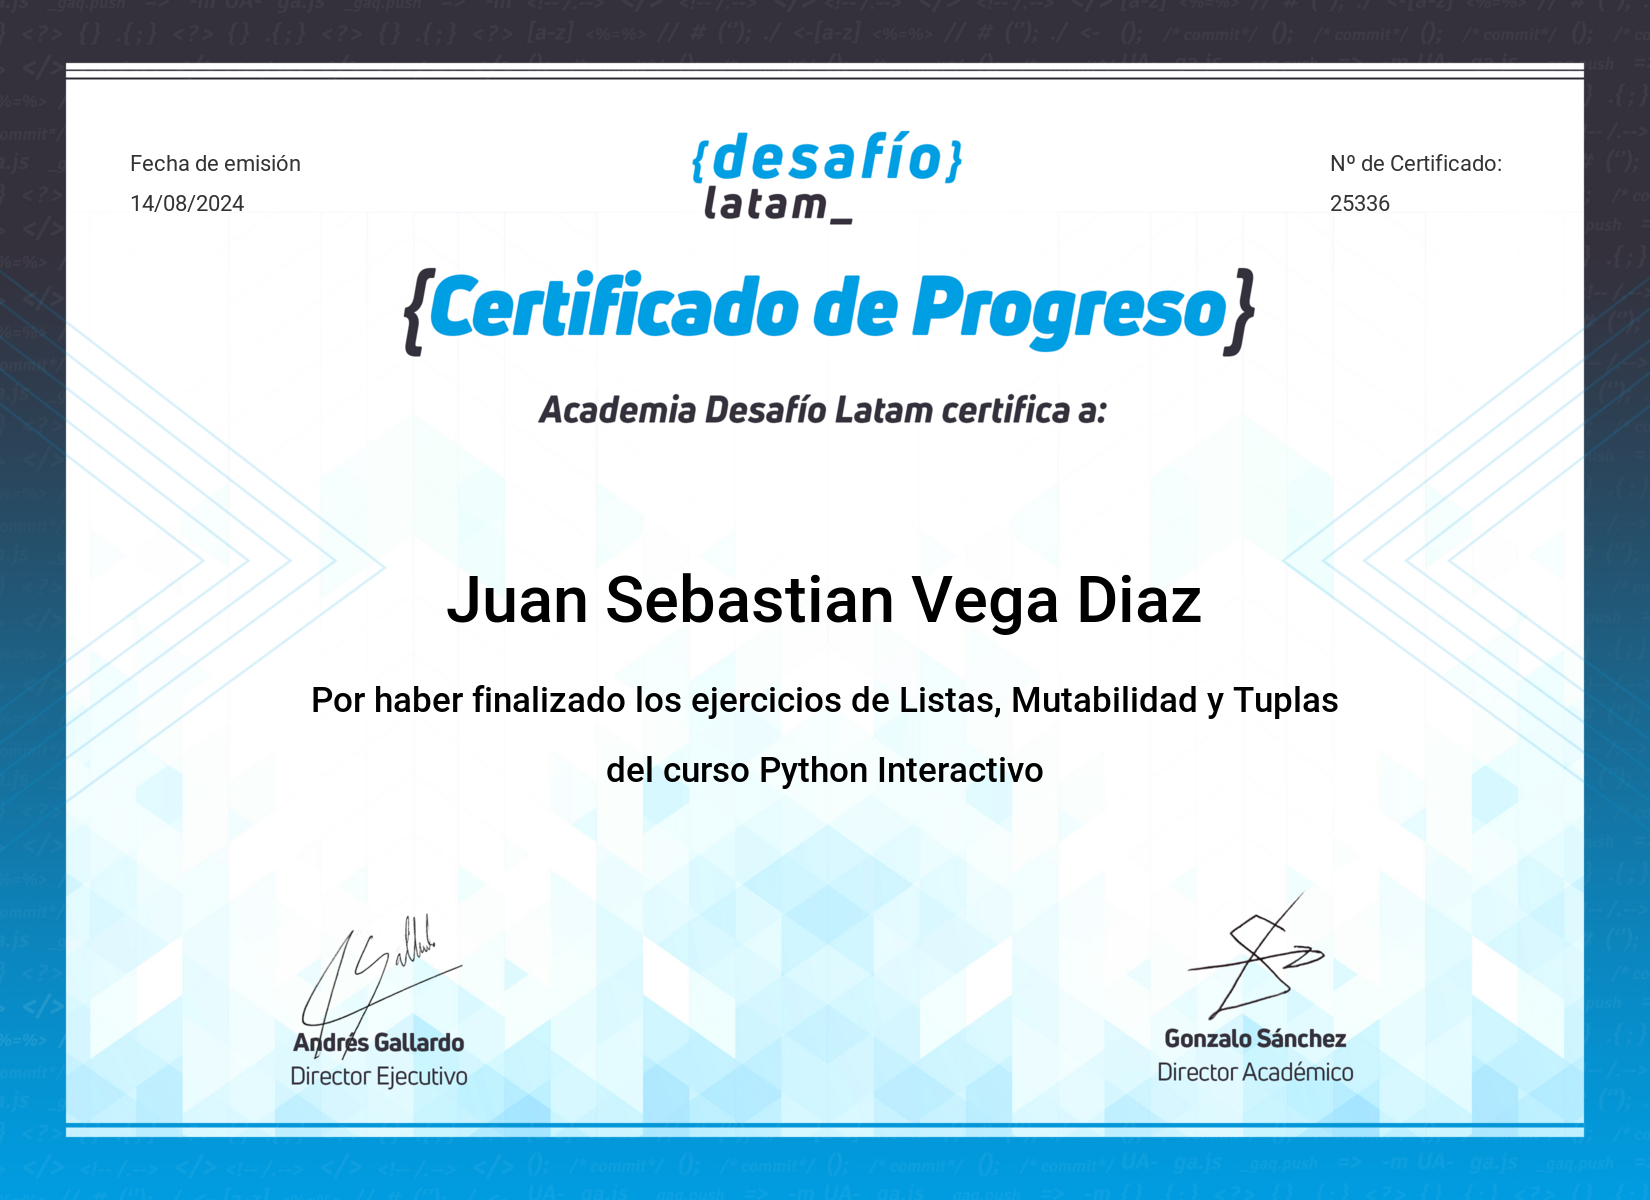 Fecha de emisión
14/08/2024
{desafío}
latam_
Nº de Certificado:
25336
{Certificado de Progreso}
Academia Desafío Latam certifica a:
Juan Sebastian Vega Diaz
Por haber finalizado los ejercicios de Listas, Mutabilidad y Tuplas
del curso Python Interactivo
Andrés Gallardo
Director Ejecutivo
Gonzalo Sánchez
Director Académico